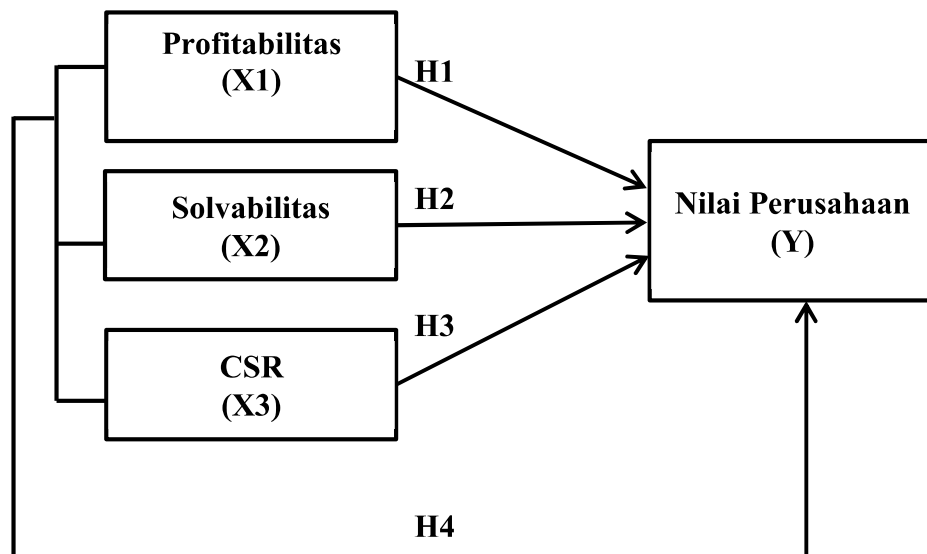 Profitabilitas
(X1)
H1
Solvabilitas
(X2)
H2
Nilai Perusahaan
(Y)
H3
CSR
(X3)
H4